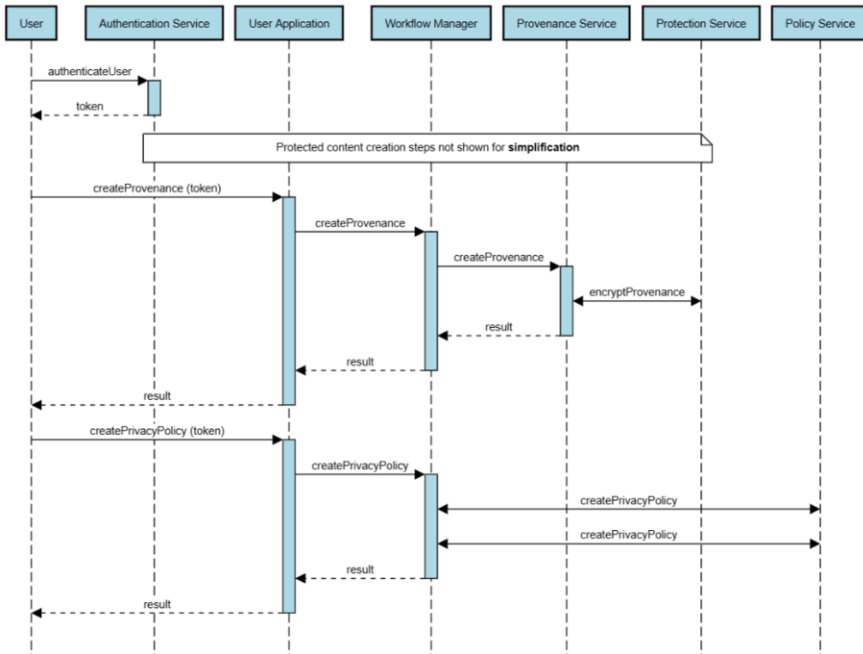 User
Authentication Service
User Application
Workflow Manager
Provenance Service
Protection Service
Policy Service
authenticateUser
token
Protected content creation steps not shown for simplification
createProvenance (token)
createProvenance
createProvenance
encryptProvenance
result
result
result
createPrivacyPolicy (token)
createPrivacyPolicy
createPrivacyPolicy
createPrivacyPolicy
result
result